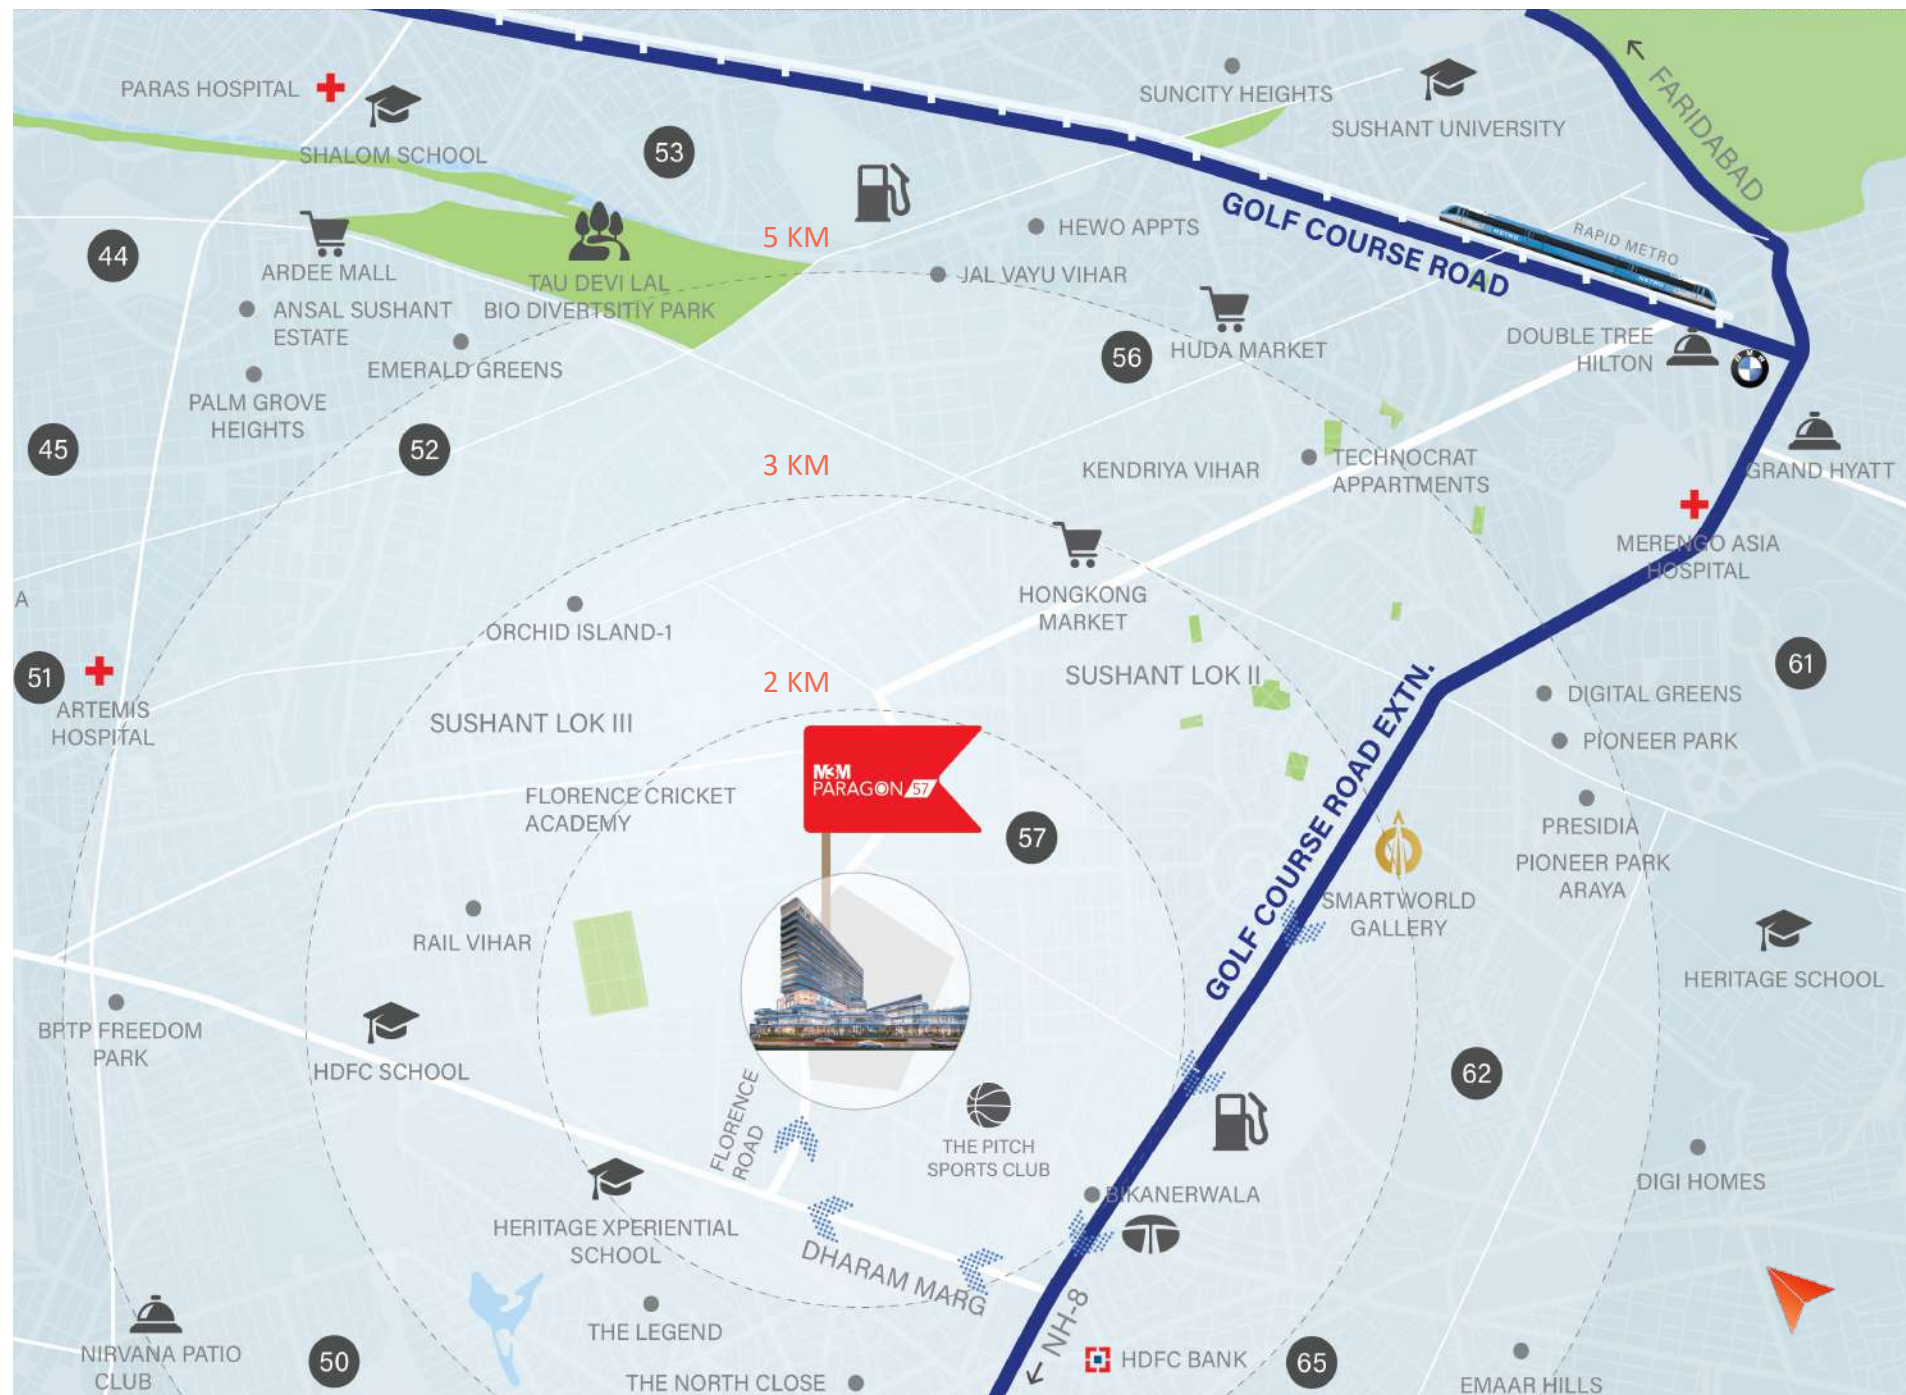 PARAS HOSPITAL
SHALOM SCHOOL
53
SUNCITY HEIGHTS
SUSHANT UNIVERSITY
FARIDABAD
44
ARDEE MALL
TAU DEVI LAL
BIO DIVERTSITIY PARK
5 KM
HEWO APPTS
JAL VAYU VIHAR
GOLF COURSE ROAD
METRO
RAPID METRO
METRO
ANSAL SUSHANT
ESTATE
EMERALD GREENS
PALM GROVE
HEIGHTS
56
HUDA MARKET
DOUBLE TREE
HILTON
BMW
45
52
3 KM
KENDRIYA VIHAR
TECHNOCRAT
APPARTMENTS
GRAND HYATT
MERENGO ASIA
HOSPITAL
A
ORCHID ISLAND-1
HONGKONG
MARKET
51
ARTEMIS
HOSPITAL
SUSHANT LOK III
2 KM
SUSHANT LOK II
61
DIGITAL GREENS
PIONEER PARK
GOLF COURSE ROAD EXTN.
M3M
PARAGON 57
FLORENCE CRICKET
ACADEMY
57
PRESIDIA
PIONEER PARK
ARAYA
SMARTWORLD
GALLERY
RAIL VIHAR
HERITAGE SCHOOL
BPTP FREEDOM
PARK
HDFC SCHOOL
62
FLORENCE
ROAD
THE PITCH
SPORTS CLUB
BIKANERWALA
DIGI HOMES
HERITAGE XPERIENTIAL
SCHOOL
DHARAM MARG
THE LEGEND
NH-8
NIRVANA PATIO
CLUB
50
THE NORTH CLOSE
HDFC BANK
65
EMAAR HILLS